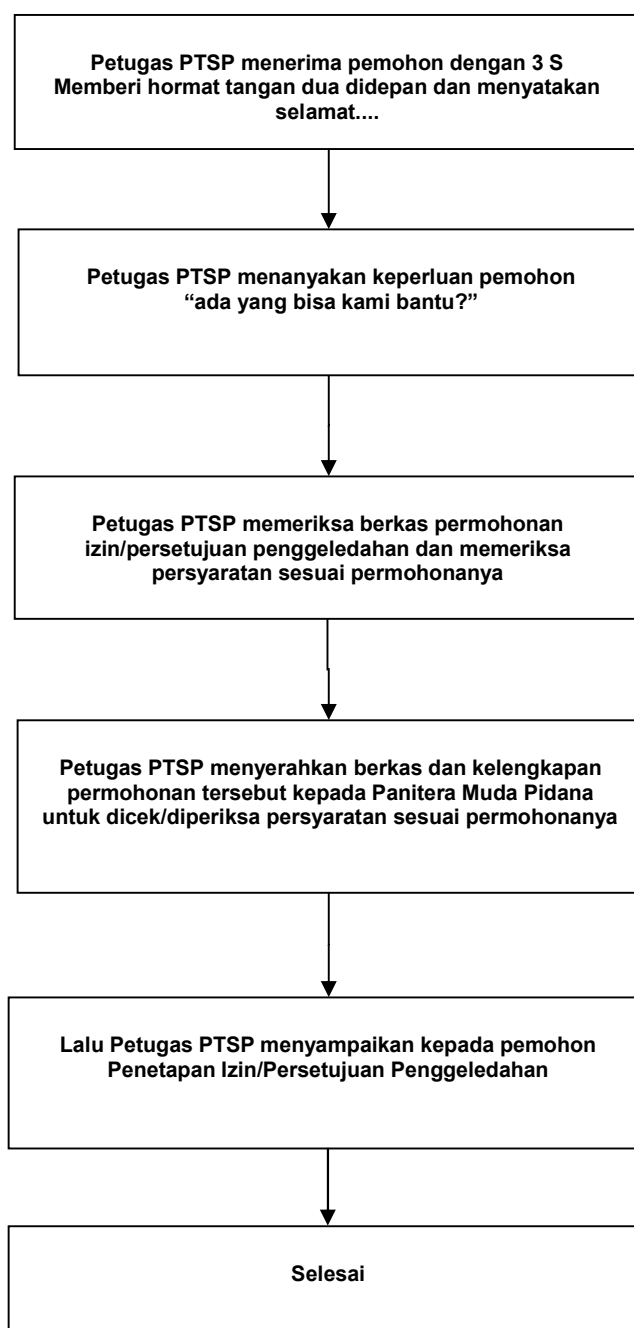 Petugas PTSP menerima pemohon dengan 3 S
Memberi hormat tangan dua didepan dan menyatakan
selamat....
Petugas PTSP menanyakan keperluan pemohon
“ada yang bisa kami bantu?”
Petugas PTSP memeriksa berkas permohonan
izin/persetujuan penggeledahan dan memeriksa
persyaratan sesuai permohonanya
Petugas PTSP menyerahkan berkas dan kelengkapan
permohonan tersebut kepada Panitera Muda Pidana
untuk dicek/diperiksa persyaratan sesuai permohonanya
Lalu Petugas PTSP menyampaikan kepada pemohon
Penetapan Izin/Persetujuan Penggeledahan
Selesai